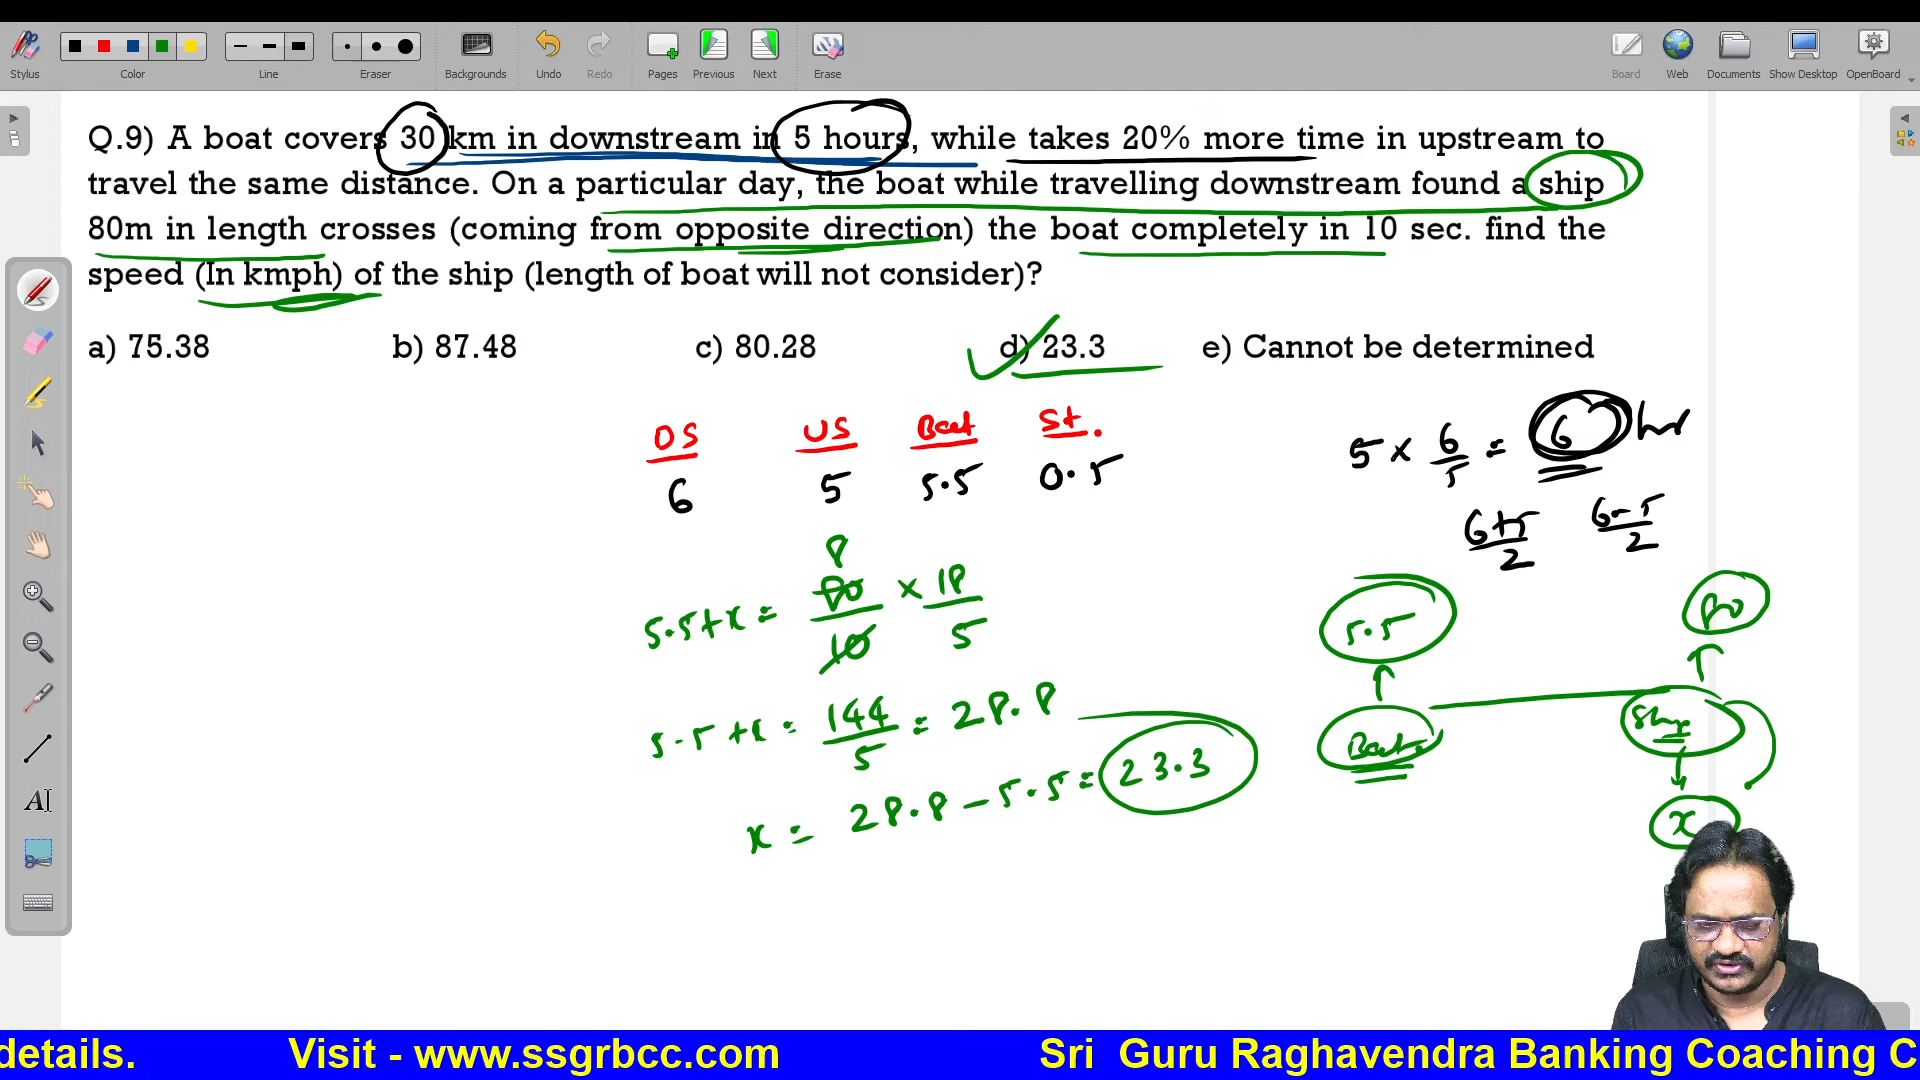 Stylus
Color
Line
Eraser
Backgrounds
Undo
Redo
Pages
Previous
Next
Erase
Board
Web
Documents
Show Desktop
OpenBoard
Q.9) A boat covers 30 km in downstream in 5 hours, while takes 20% more time in upstream to
travel the same distance. On a particular day, the boat while travelling downstream found a ship
80m in length crosses (coming from opposite direction) the boat completely in 10 sec. find the
speed (In kmph) of the ship (length of boat will not consider)?
a) 75.38 b) 87.48 c) 80.28 d) 23.3 e) Cannot be determined
DS US Boat St.
6 5 5.5 0.5
5 × 6/5 = 6 hr
6+5/2 6-5/2
8
5.5+x = 80/10 × 18/5
5.5+x = 144/5 = 28.8
x = 28.8 - 5.5 = 23.3
5.5 80
Boat Ship
x
details. Visit - www.ssgrbcc.com Sri Guru Raghavendra Banking Coaching C